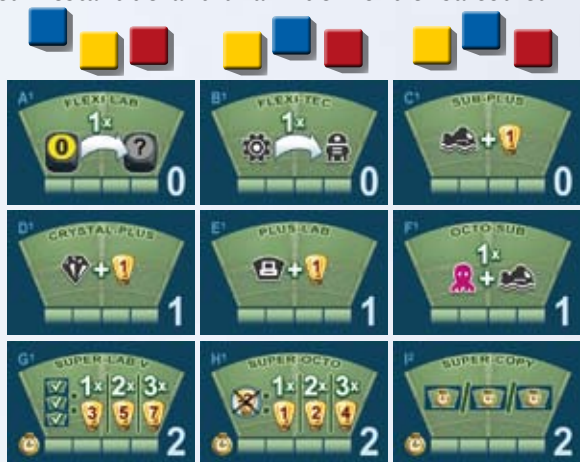 A¹
FLEXI LAB
1x
0 ?
0
B¹
FLEXI-TEC
1x
0
C¹
SUB-PLUS
+ 1
0
D¹
CRYSTAL-PLUS
+ 1
1
E¹
PLUS-LAB
+ 1
1
F¹
OCTO SUB
1x
+
1
G¹
SUPER-LAB V
: 1x 2x 3x
3 5 7
2
H¹
SUPER OCTO
: 1x 2x 3x
1 2 4
2
I²
SUPER-COPY
/ /
2